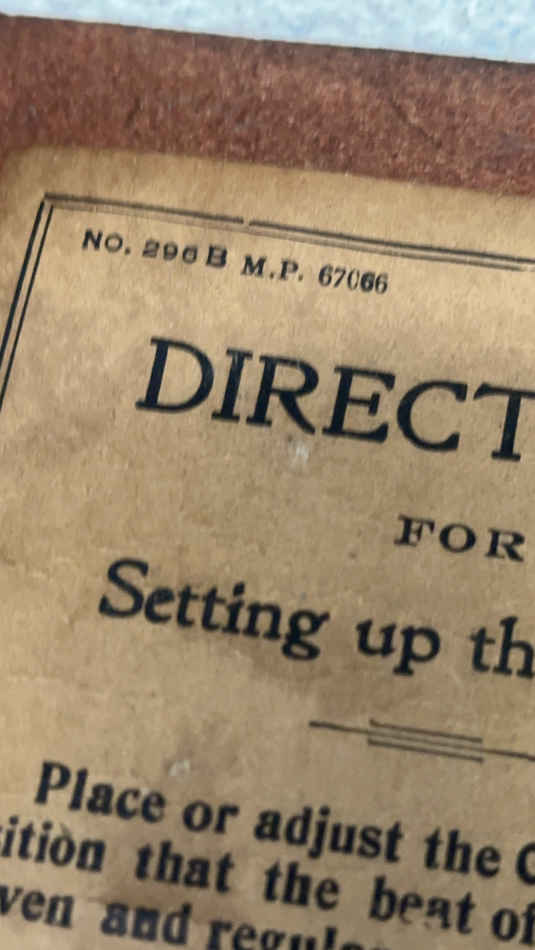 NO. 296 B M.P. 67066
DIRECT
FOR
Setting up th
Place or adjust the C
ition that the beat of
ven and regular